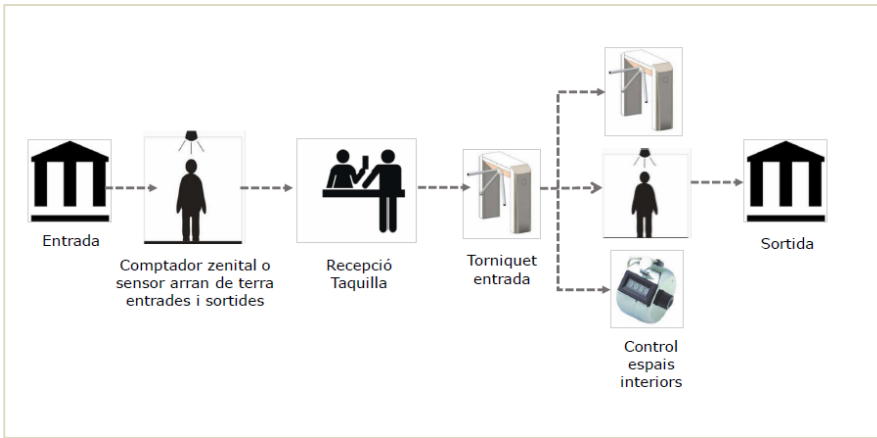 Entrada
Comptador zenital o
sensor arran de terra
entrades i sortides
Recepció
Taquilla
Torniquet
entrada
Control
espais
interiors
Sortida